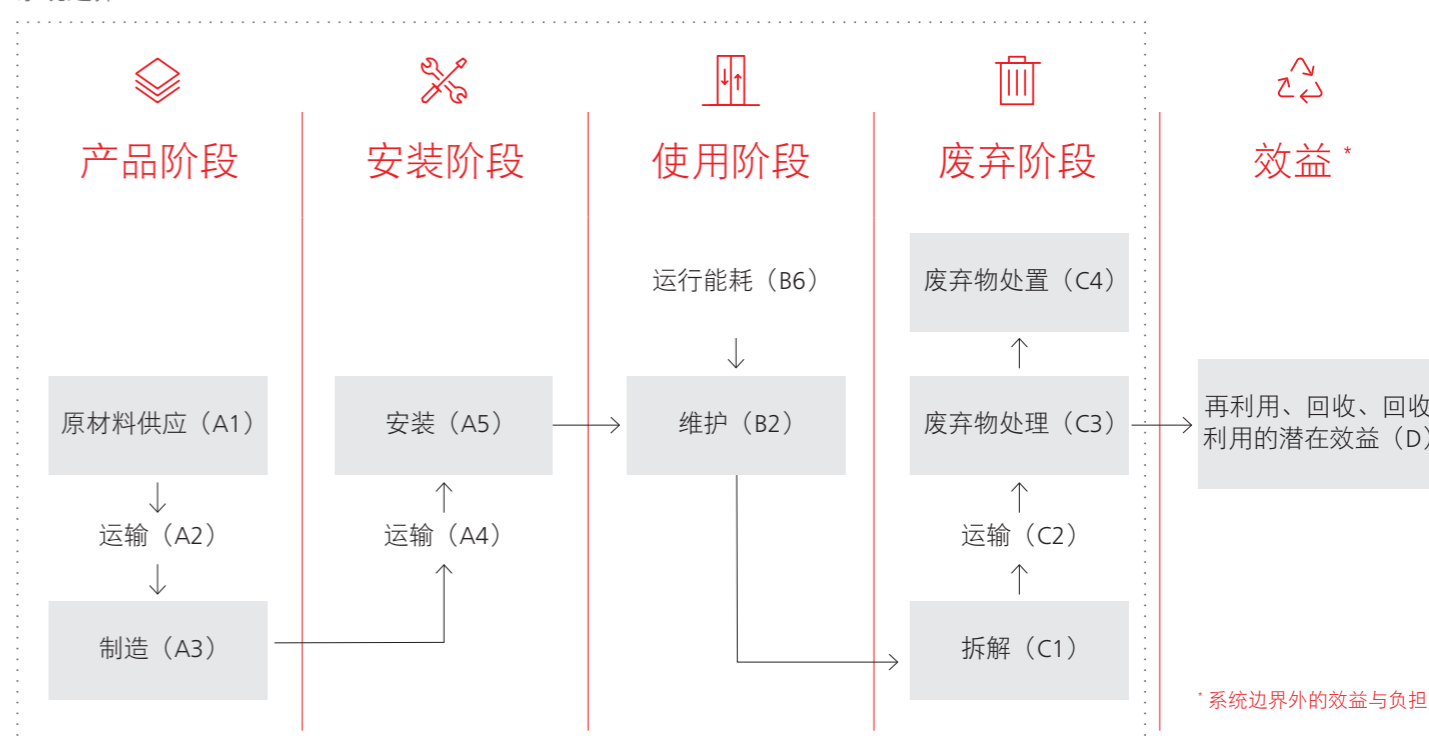 产品阶段
安装阶段
使用阶段
废弃阶段
效益 *
运行能耗（B6）
废弃物处置（C4）
原材料供应（A1）
安装（A5）
维护（B2）
废弃物处理（C3）
再利用、回收、回收
利用的潜在效益（D）
运输（A2）
运输（A4）
运输（C2）
制造（A3）
拆解（C1）
* 系统边界外的效益与负担